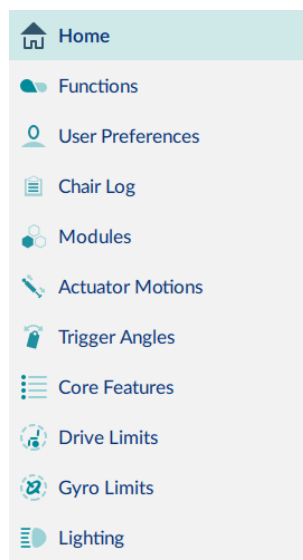 Home
Functions
User Preferences
Chair Log
Modules
Actuator Motions
Trigger Angles
Core Features
Drive Limits
Gyro Limits
Lighting